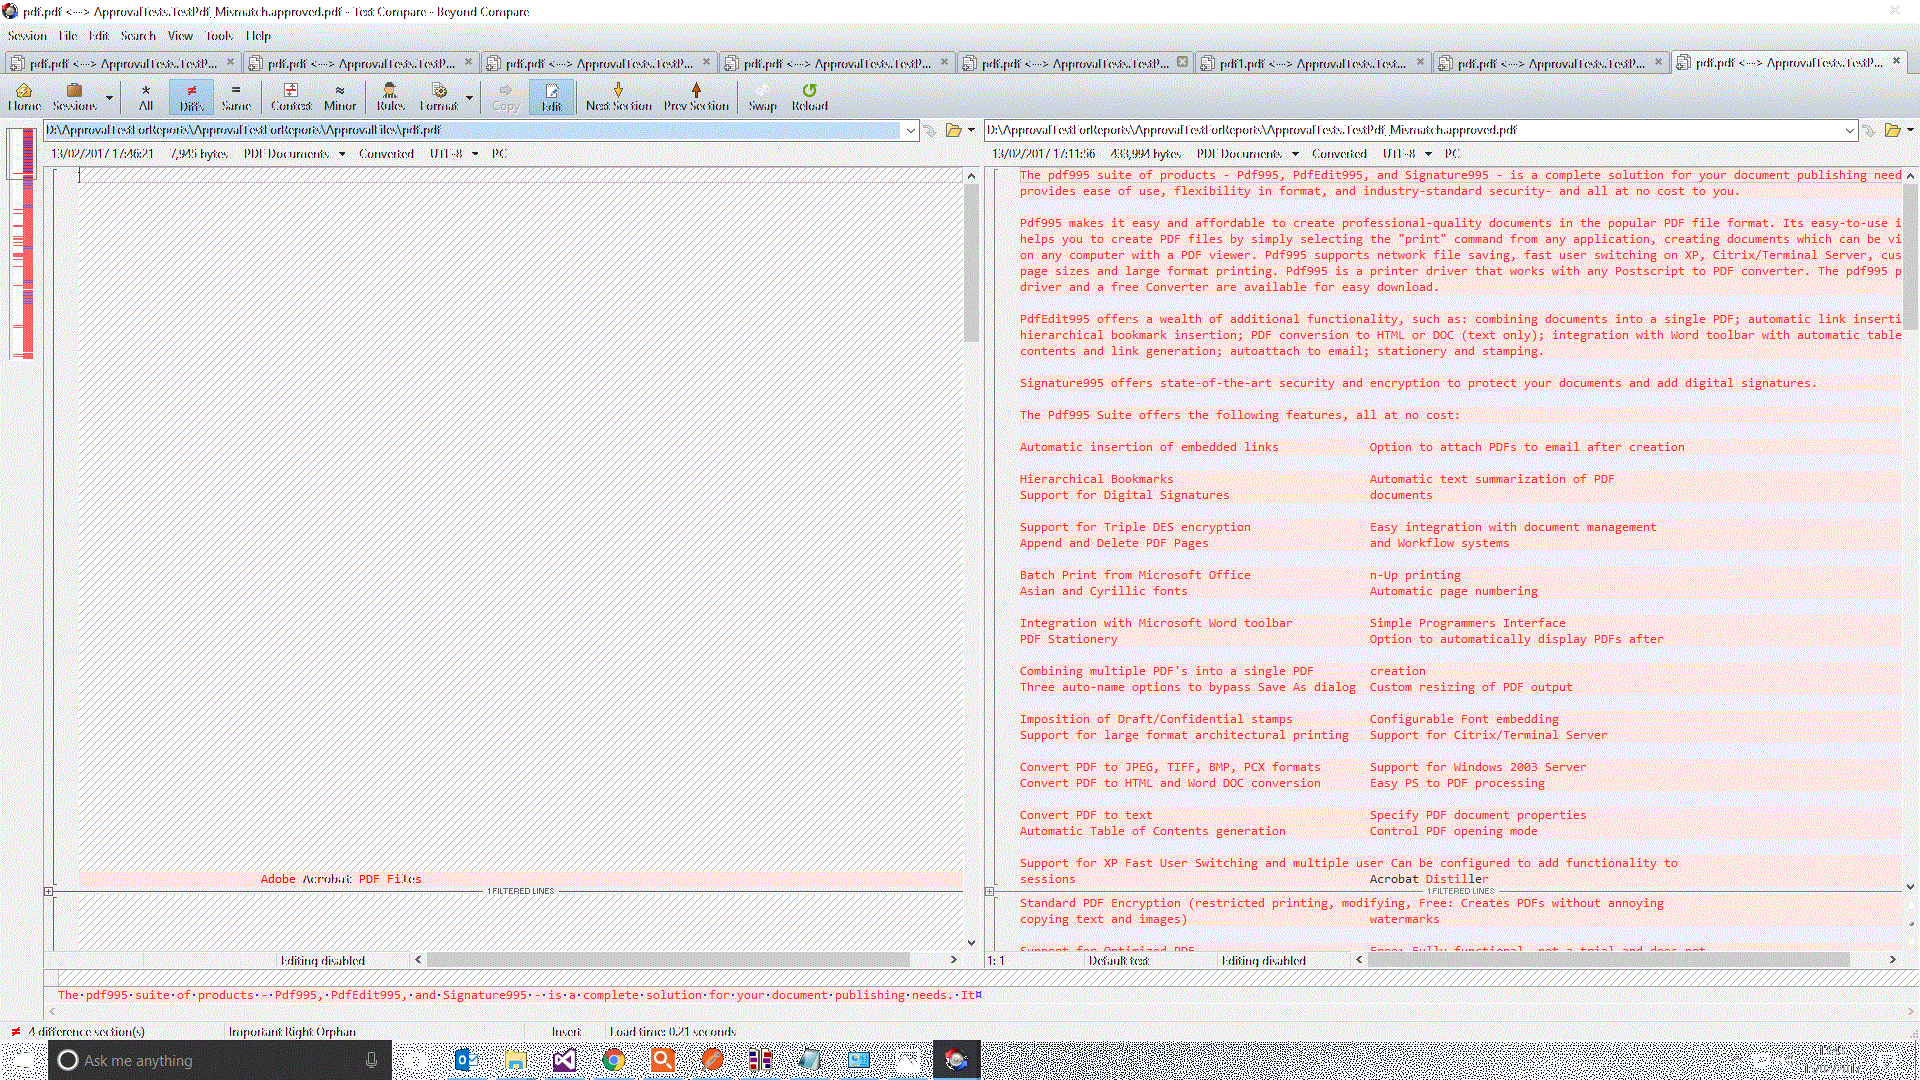 pdf.pdf <---> ApprovalTests.TestPdf_Mismatch.approved.pdf - Text Compare - Beyond Compare
Session File Edit Search View Tools Help
pdf.pdf <---> ApprovalTests.TestP... pdf.pdf <---> ApprovalTests.TestP... pdf.pdf <---> ApprovalTests.TestP... pdf.pdf <---> ApprovalTests.TestP... pdf.pdf <---> ApprovalTests.TestP... pdf1.pdf <---> ApprovalTests.Test... pdf.pdf <---> ApprovalTests.TestP... pdf.pdf <---> ApprovalTests.TestP...
Home Sessions All Diffs Same Context Minor Rules Format Copy Edit Next Section Prev Section Swap Reload
D:\ApprovalTestForReports\ApprovalTestForReports\ApprovalFiles\pdf.pdf
13/02/2017 17:46:21 7,945 bytes PDF Documents Converted UTF-8 PC
Adobe Acrobat PDF Files
1 FILTERED LINES
Editing disabled
D:\ApprovalTestForReports\ApprovalTestForReports\ApprovalTests.TestPdf_Mismatch.approved.pdf
13/02/2017 17:11:56 433,994 bytes PDF Documents Converted UTF-8 PC
The pdf995 suite of products - Pdf995, PdfEdit995, and Signature995 - is a complete solution for your document publishing need
provides ease of use, flexibility in format, and industry-standard security- and all at no cost to you.
Pdf995 makes it easy and affordable to create professional-quality documents in the popular PDF file format. Its easy-to-use i
helps you to create PDF files by simply selecting the "print" command from any application, creating documents which can be vi
on any computer with a PDF viewer. Pdf995 supports network file saving, fast user switching on XP, Citrix/Terminal Server, cus
page sizes and large format printing. Pdf995 is a printer driver that works with any Postscript to PDF converter. The pdf995 p
driver and a free Converter are available for easy download.
PdfEdit995 offers a wealth of additional functionality, such as: combining documents into a single PDF; automatic link inserti
hierarchical bookmark insertion; PDF conversion to HTML or DOC (text only); integration with Word toolbar with automatic table
contents and link generation; autoattach to email; stationery and stamping.
Signature995 offers state-of-the-art security and encryption to protect your documents and add digital signatures.
The Pdf995 Suite offers the following features, all at no cost:
Automatic insertion of embedded links Option to attach PDFs to email after creation
Hierarchical Bookmarks Automatic text summarization of PDF
Support for Digital Signatures documents
Support for Triple DES encryption Easy integration with document management
Append and Delete PDF Pages and Workflow systems
Batch Print from Microsoft Office n-Up printing
Asian and Cyrillic fonts Automatic page numbering
Integration with Microsoft Word toolbar Simple Programmers Interface
PDF Stationery Option to automatically display PDFs after
Combining multiple PDF's into a single PDF creation
Three auto-name options to bypass Save As dialog Custom resizing of PDF output
Imposition of Draft/Confidential stamps Configurable Font embedding
Support for large format architectural printing Support for Citrix/Terminal Server
Convert PDF to JPEG, TIFF, BMP, PCX formats Support for Windows 2003 Server
Convert PDF to HTML and Word DOC conversion Easy PS to PDF processing
Convert PDF to text Specify PDF document properties
Automatic Table of Contents generation Control PDF opening mode
Support for XP Fast User Switching and multiple user Can be configured to add functionality to
sessions Acrobat Distiller
1 FILTERED LINES
Standard PDF Encryption (restricted printing, modifying, Free: Creates PDFs without annoying
copying text and images) watermarks
Support for Optimized PDF Free: Fully functional, not a trial and does not
1: 1 Default text Editing disabled
The pdf995 suite of products - Pdf995, PdfEdit995, and Signature995 - is a complete solution for your document publishing needs. It
4 difference section(s) Important Right Orphan Insert Load time: 0.21 seconds
Ask me anything